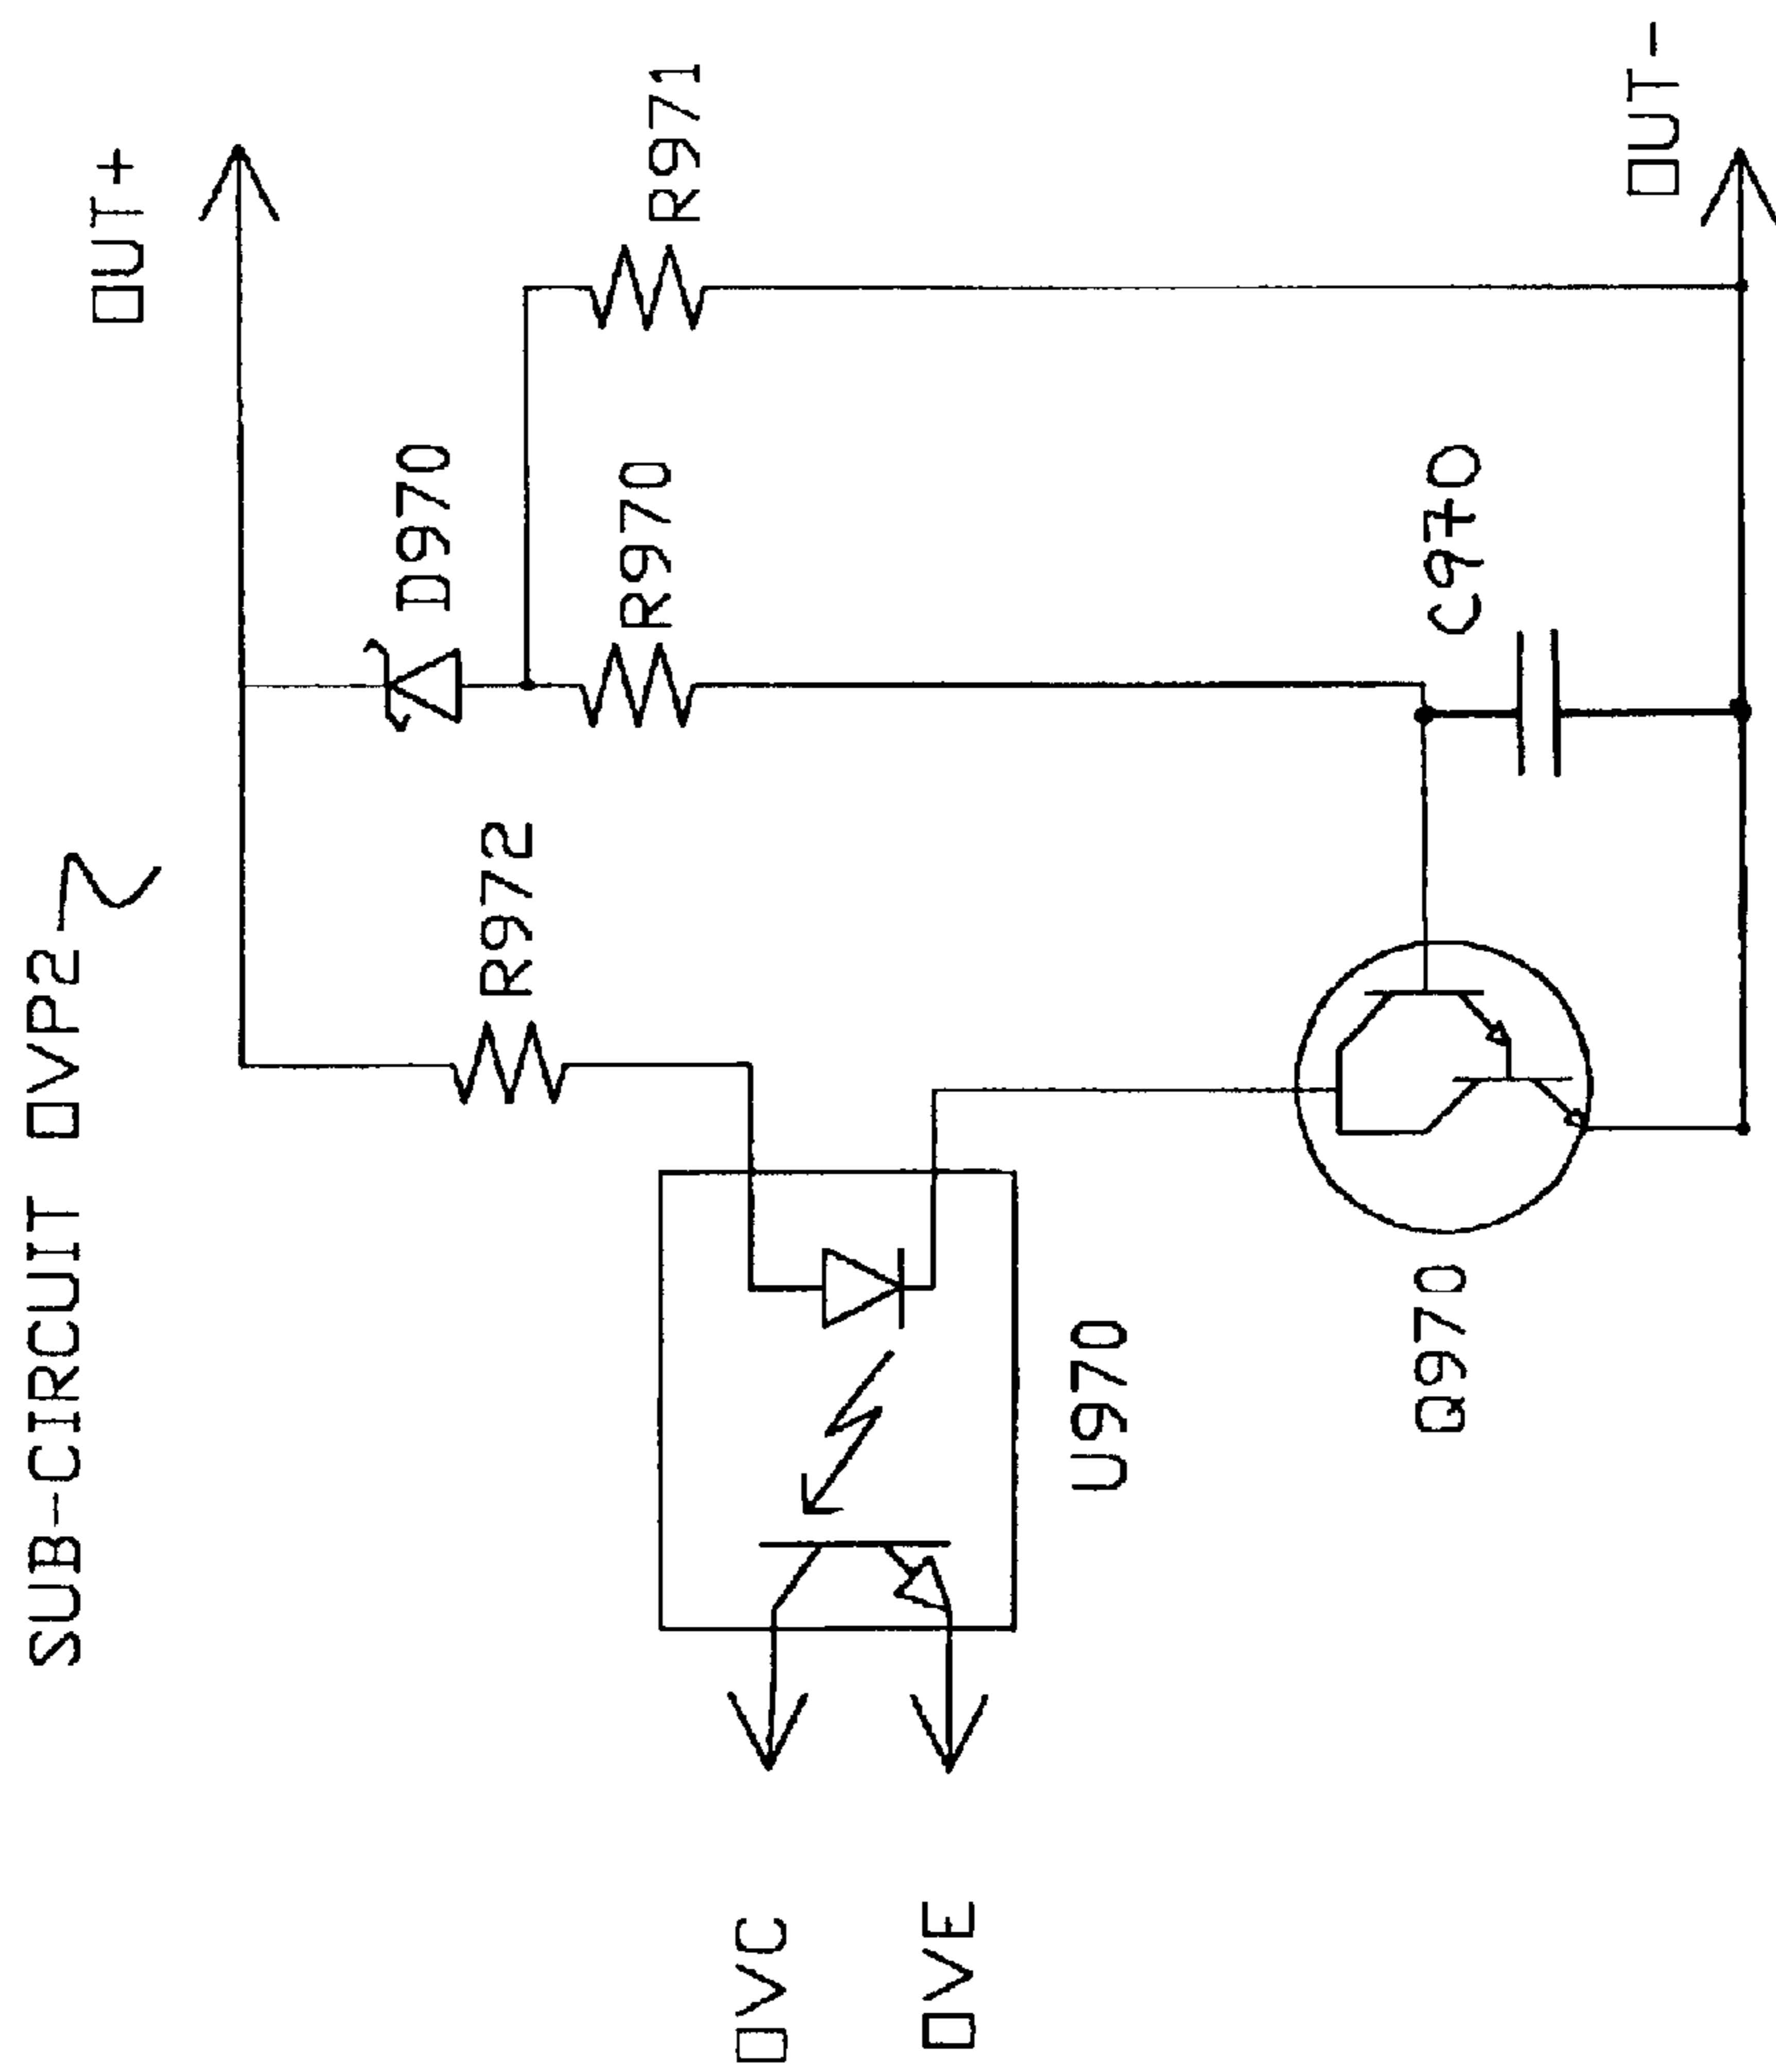 SUB-CIRCUIT OVP2
OUT+
R972
D970
R970
R971
OVC
OVE
U970
Q970
C970
OUT-